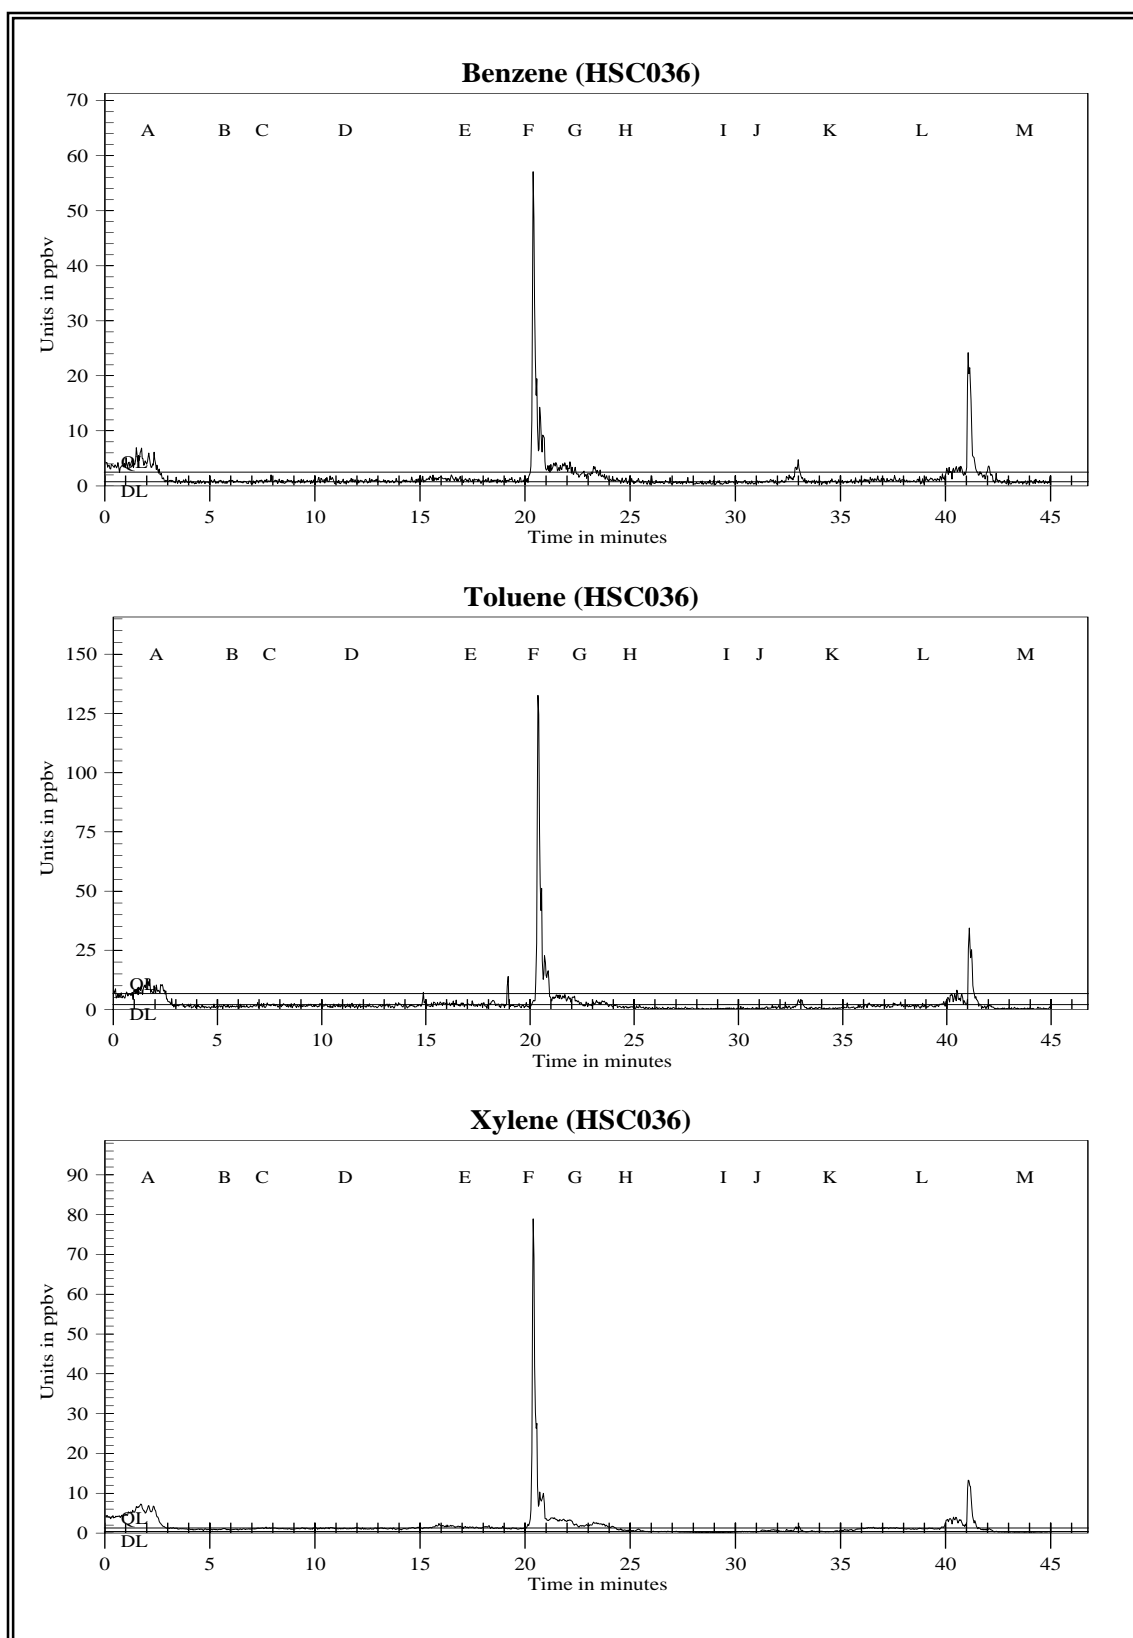 Benzene (HSC036)
70
A B C D E F G H I J K L M
60
50
40
Units in ppbv
30
20
10
QL
0
DL
0 5 10 15 20 25 30 35 40 45
Time in minutes
Toluene (HSC036)
150
A B C D E F G H I J K L M
125
100
Units in ppbv
75
50
25
QL
0
DL
0 5 10 15 20 25 30 35 40 45
Time in minutes
Xylene (HSC036)
90
A B C D E F G H I J K L M
80
70
60
Units in ppbv
50
40
30
20
10
QL
0
DL
0 5 10 15 20 25 30 35 40 45
Time in minutes